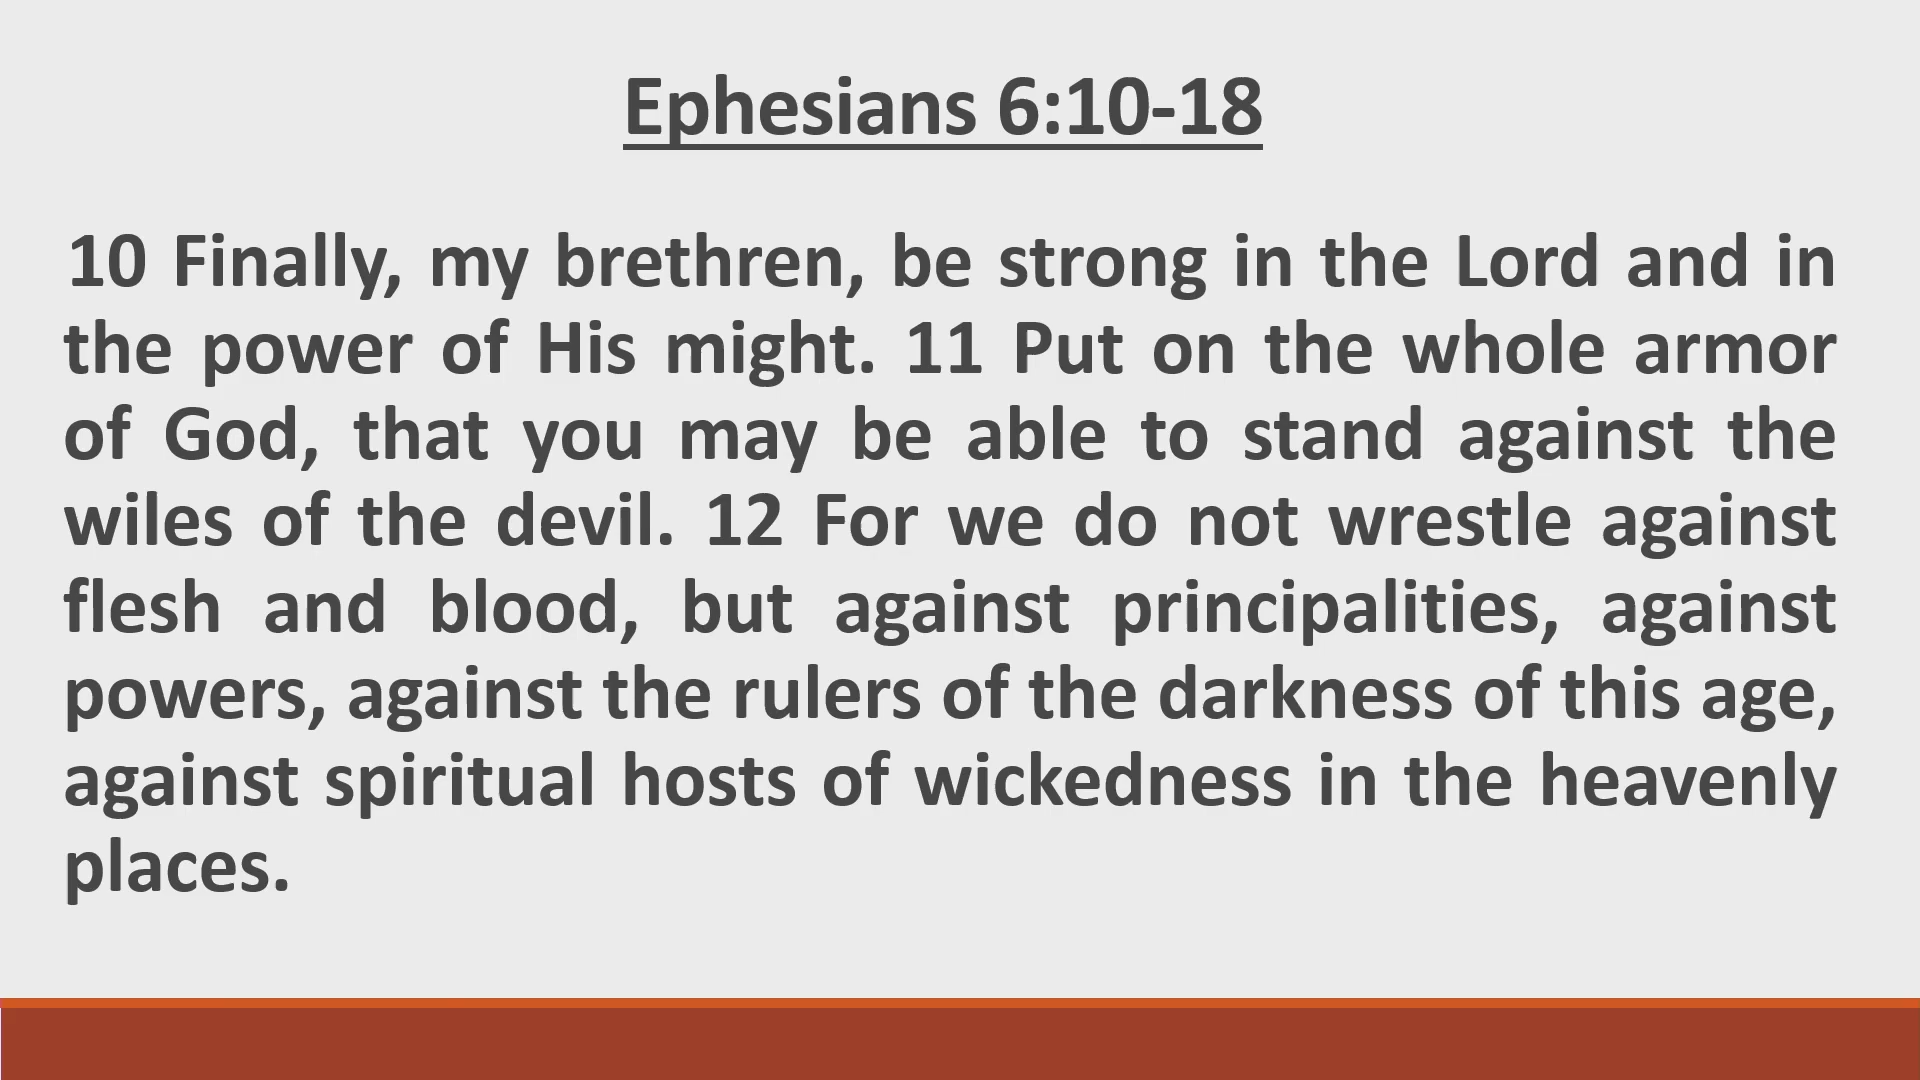 Ephesians 6:10-18
10 Finally, my brethren, be strong in the Lord and in
the power of His might. 11 Put on the whole armor
of God, that you may be able to stand against the
wiles of the devil. 12 For we do not wrestle against
flesh and blood, but against principalities, against
powers, against the rulers of the darkness of this age,
against spiritual hosts of wickedness in the heavenly
places.